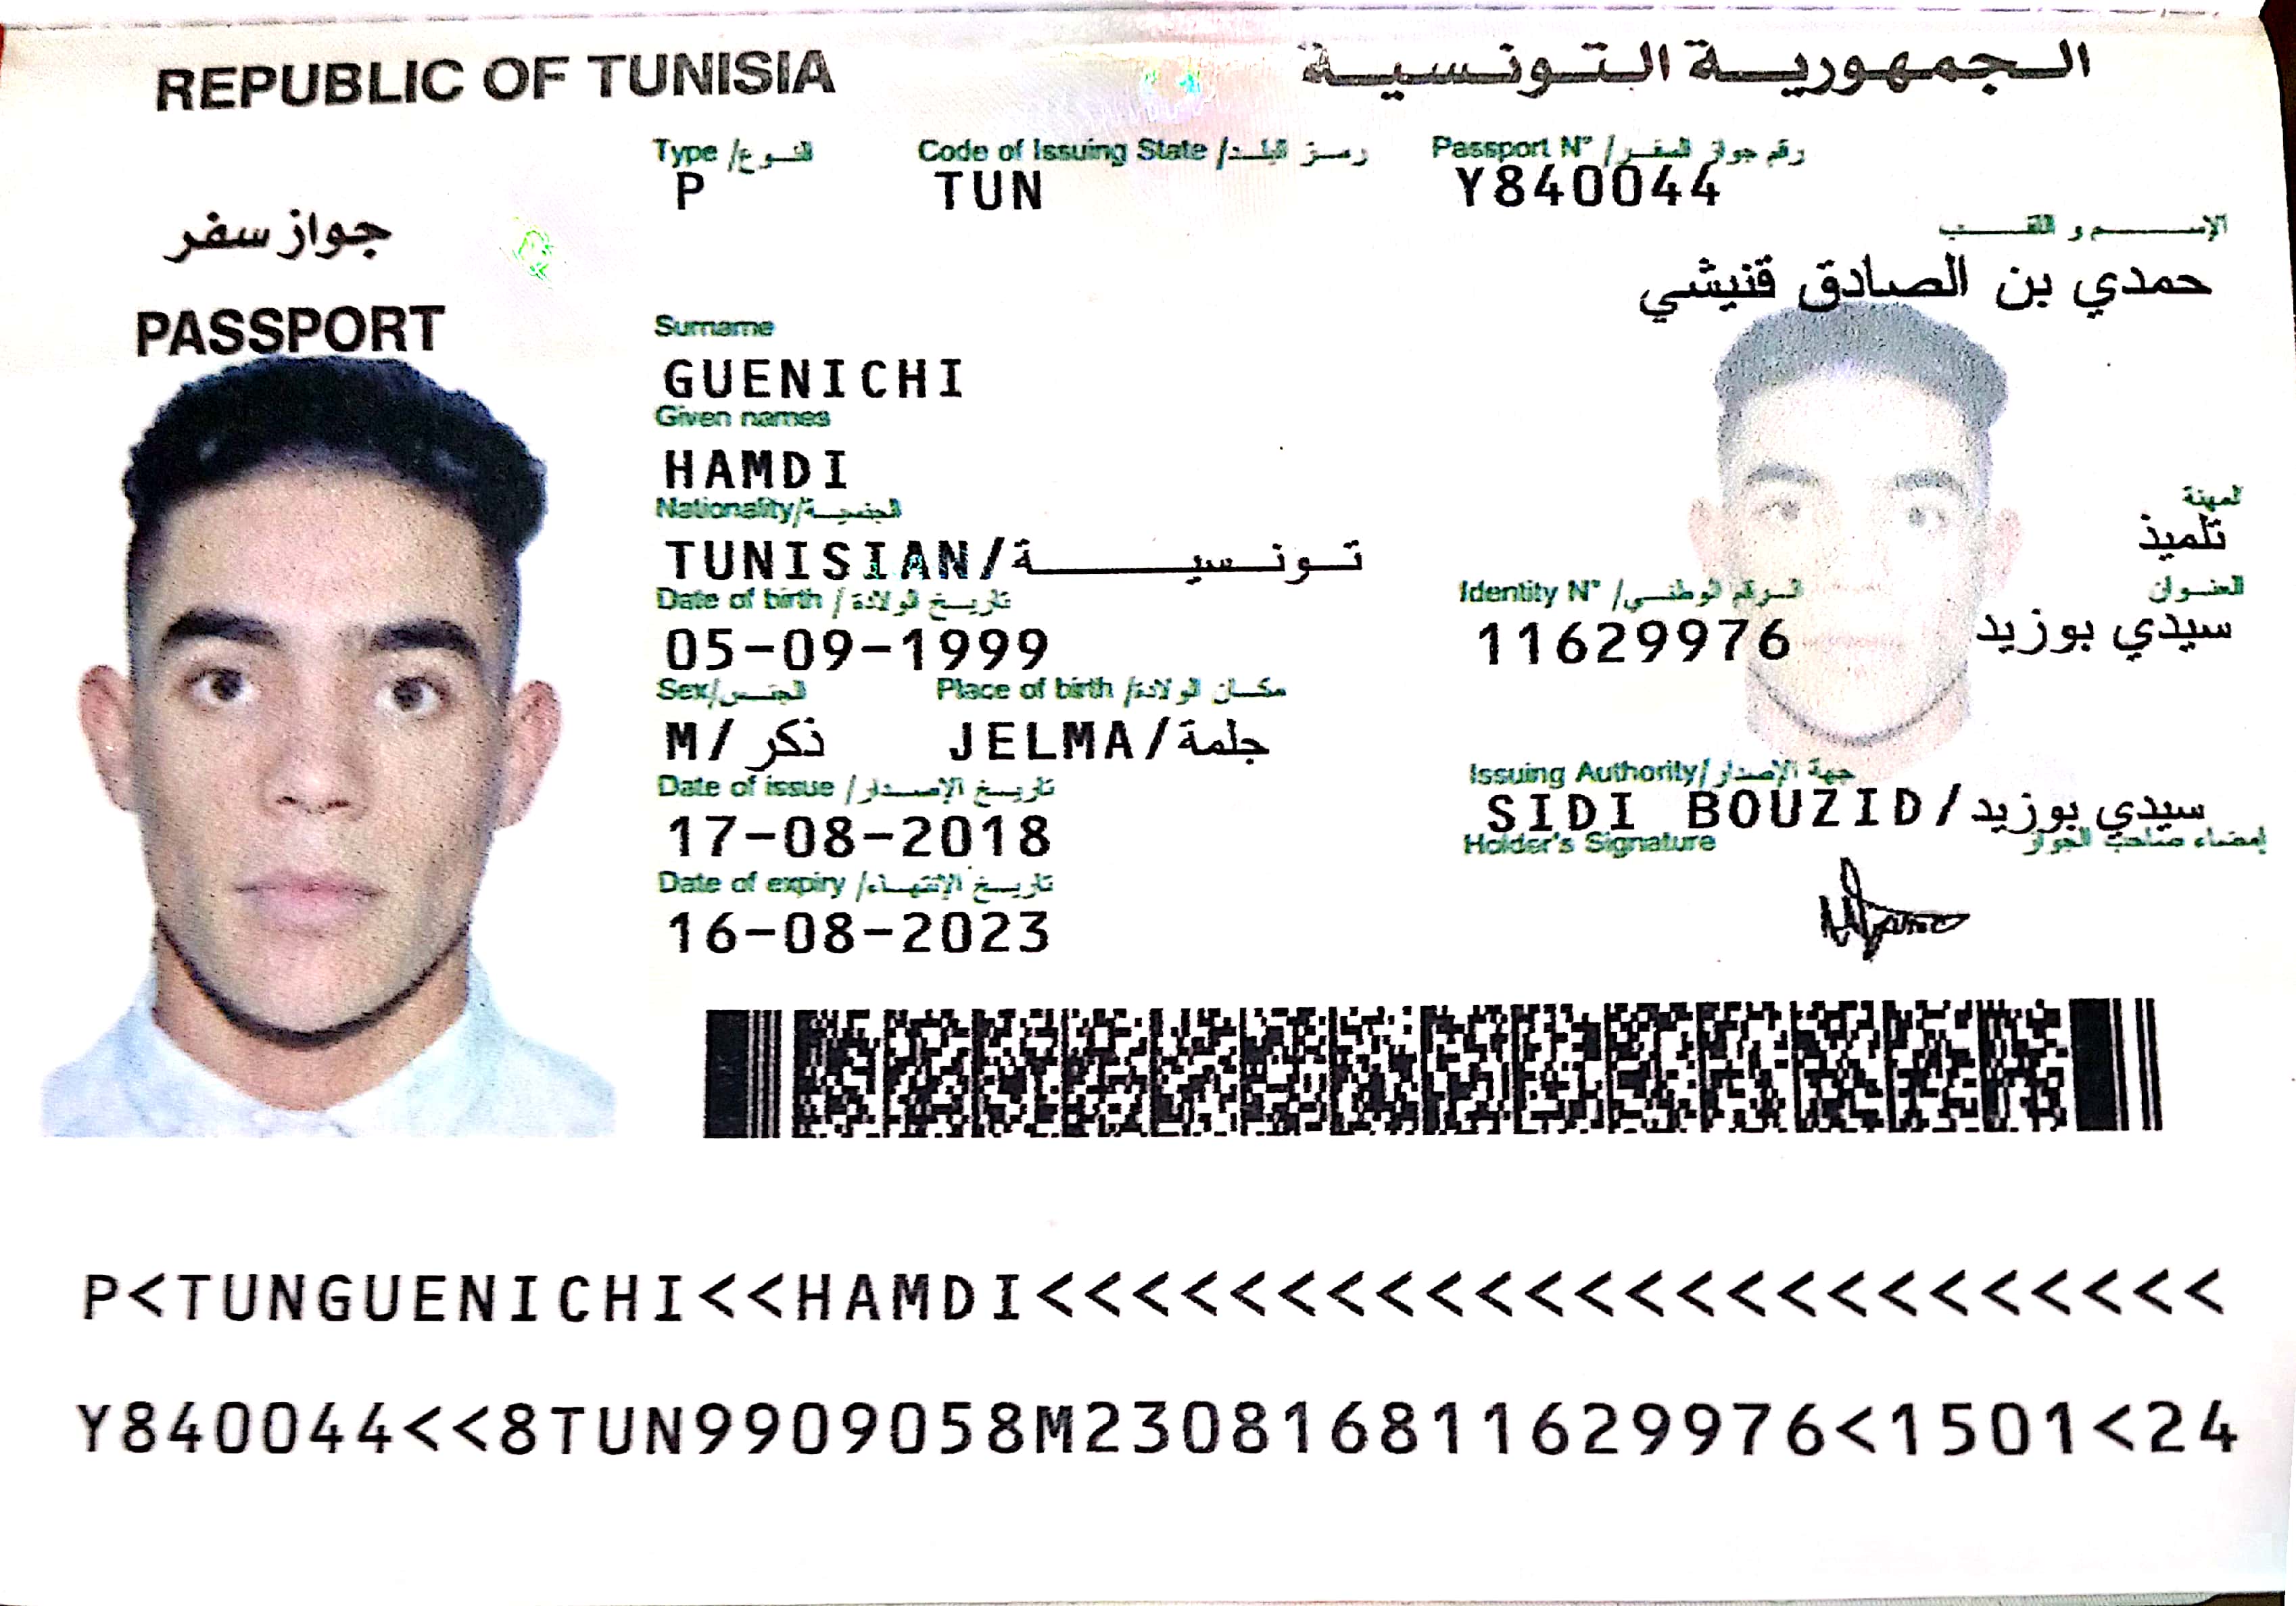 REPUBLIC OF TUNISIA
الجمهورية التونسية
Type / النوع
Code of Issuing State / رمز البلد
Passport N° / رقم جواز السفر
P
TUN
Y840044
جواز سفر
PASSPORT
الإسم و اللقب
حمدي بن الصادق قنيشي
Surname
GUENICHI
Given names
HAMDI
Nationality/الجنسية
TUNISIAN/تونسية
المهنة
تلميذ
Date of birth / تاريخ الولادة
05-09-1999
Identity N° / الرقم الوطني
11629976
العنوان
سيدي بوزيد
Sex/الجنس
Place of birth /مكان الولادة
M/ذكر
JELMA/جلمة
Date of issue / تاريخ الإصدار
17-08-2018
Issuing Authority/جهة الإصدار
SIDI BOUZID/سيدي بوزيد
Date of expiry /تاريخ الإنتهاء
16-08-2023
Holder's Signature
إمضاء صاحب الجواز
P<TUNGUENICHI<<HAMDI<<<<<<<<<<<<<<<<<<<<<<<<
Y840044<<8TUN9909058M230816811629976<1501<24